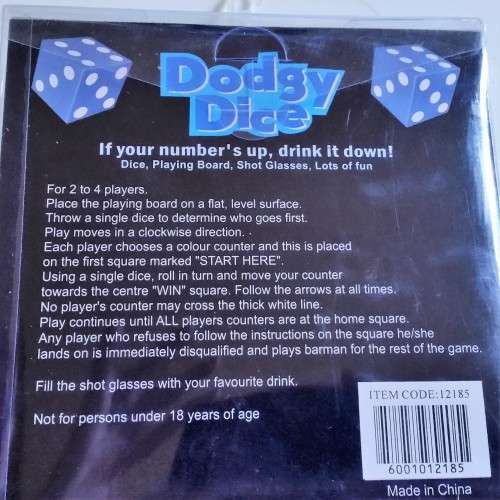 Dodgy
Dice
If your number's up, drink it down!
Dice, Playing Board, Shot Glasses, Lots of fun
For 2 to 4 players.
Place the playing board on a flat, level surface.
Throw a single dice to determine who goes first.
Play moves in a clockwise direction.
Each player chooses a colour counter and this is placed
on the first square marked "START HERE".
Using a single dice, roll in turn and move your counter
towards the centre "WIN" square. Follow the arrows at all times.
No player's counter may cross the thick white line.
Play continues until ALL players counters are at the home square.
Any player who refuses to follow the instructions on the square he/she
lands on is immediately disqualified and plays barman for the rest of the game.
Fill the shot glasses with your favourite drink.
Not for persons under 18 years of age
ITEM CODE:12185
6001012185
Made in China